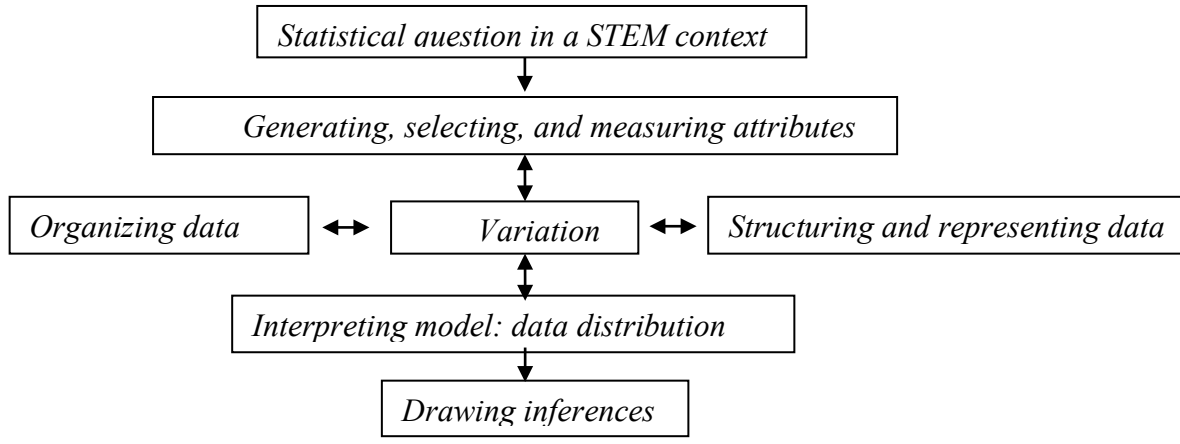 Statistical question in a STEM context
Generating, selecting, and measuring attributes
Organizing data
Variation
Structuring and representing data
Interpreting model: data distribution
Drawing inferences